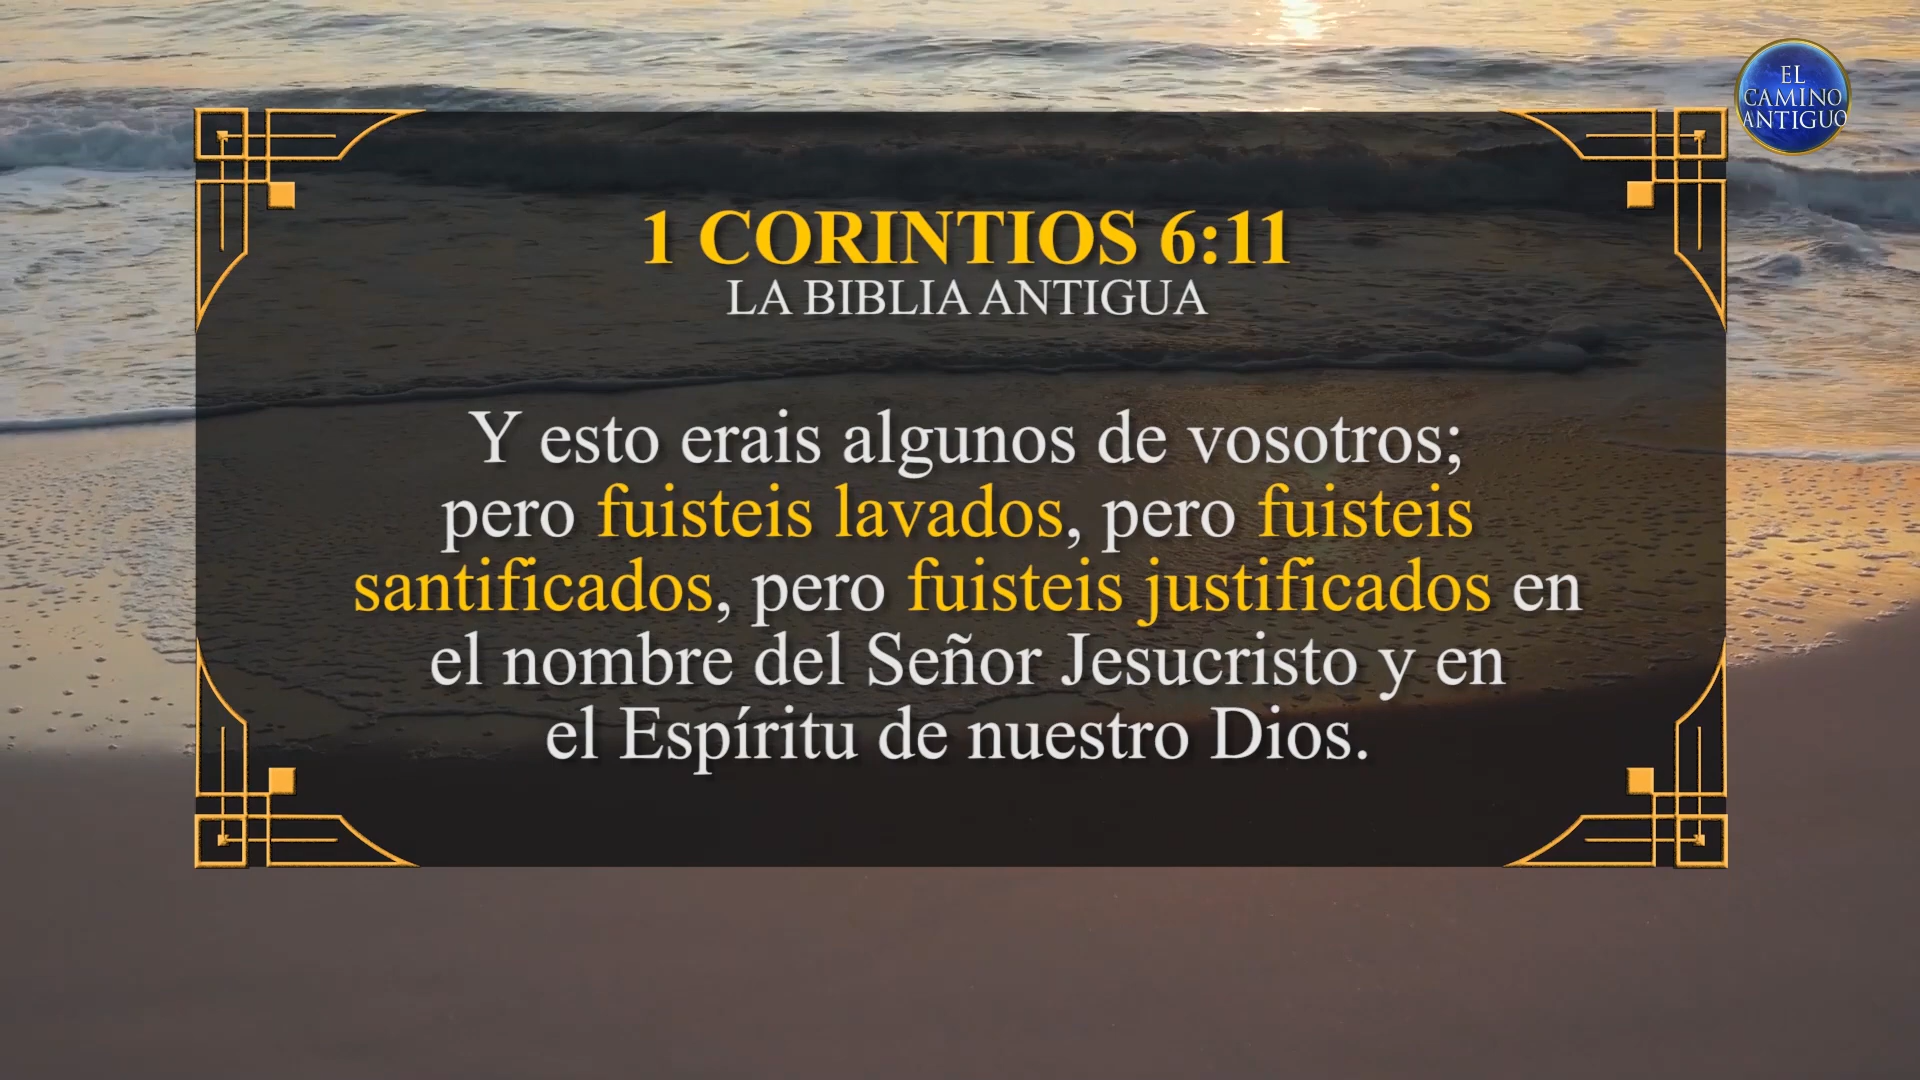 EL
CAMINO
ANTIGUO
1 CORINTIOS 6:11
LA BIBLIA ANTIGUA
Y esto erais algunos de vosotros;
pero fuisteis lavados, pero fuisteis
santificados, pero fuisteis justificados en
el nombre del Señor Jesucristo y en
el Espíritu de nuestro Dios.